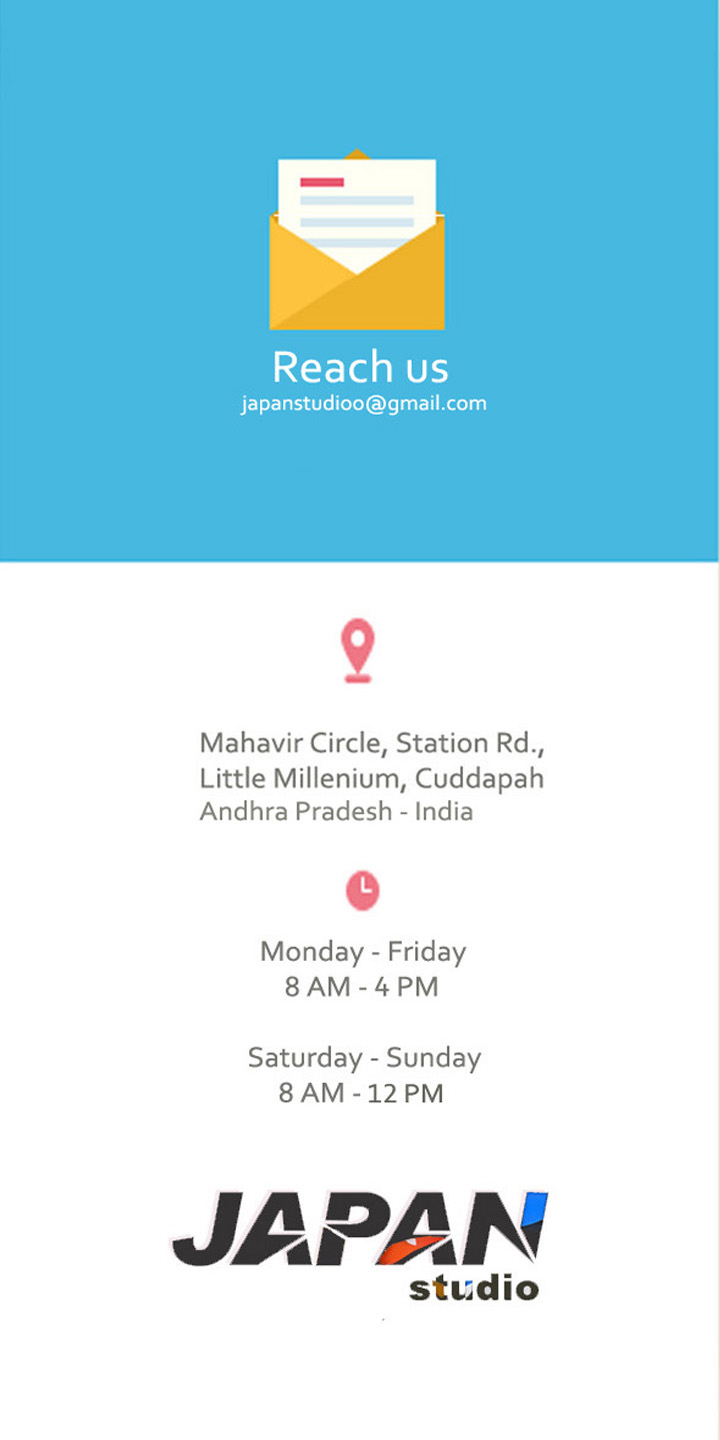 Reach us
japanstudioo@gmail.com
Mahavir Circle, Station Rd.,
Little Millenium, Cuddapah
Andhra Pradesh - India
Monday - Friday
8 AM - 4 PM
Saturday - Sunday
8 AM - 12 PM
JAPAN
studio